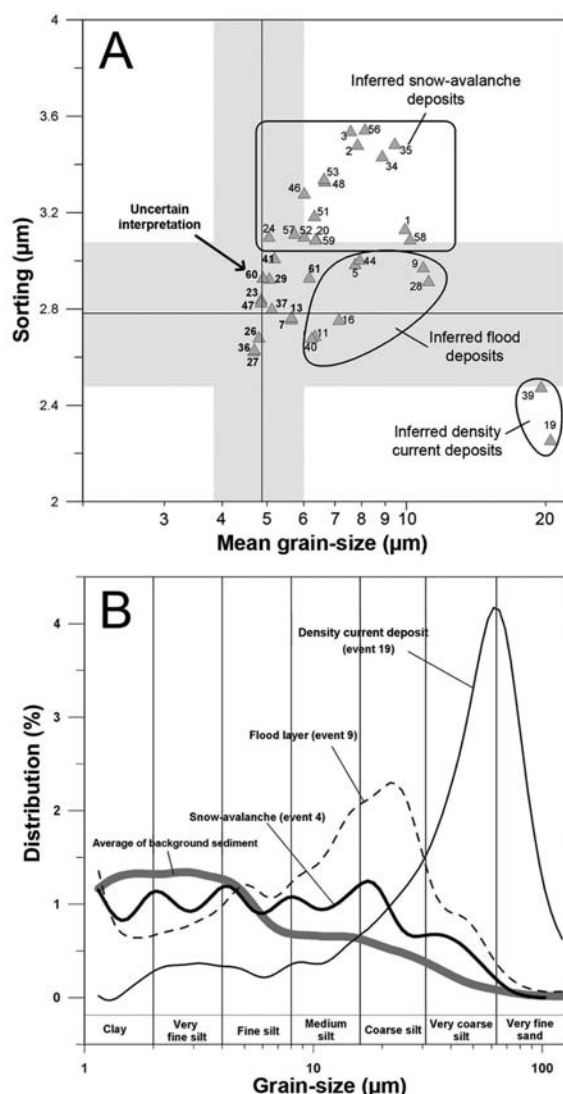 A
4
3.6
3.2
2.8
2.4
2
Sorting (µm)
Inferred snow-avalanche
deposits
3
56
2
35
34
53
48
46
51
1
24
57
52
20
59
58
Uncertain
interpretation
41
60
29
61
5
44
9
28
23
47
37
13
7
16
26
11
40
36
27
Inferred flood
deposits
39
19
Inferred density
current deposits
3
4
5
6
7
8
9
10
20
Mean grain-size (µm)
B
4
3
2
1
0
Distribution (%)
Density current deposit
(event 19)
Flood layer (event 9)
Snow-avalanche (event 4)
Average of background sediment
Clay
Very
fine silt
Fine silt
Medium
silt
Coarse silt
Very coarse
silt
Very fine
sand
1
10
100
Grain-size (µm)